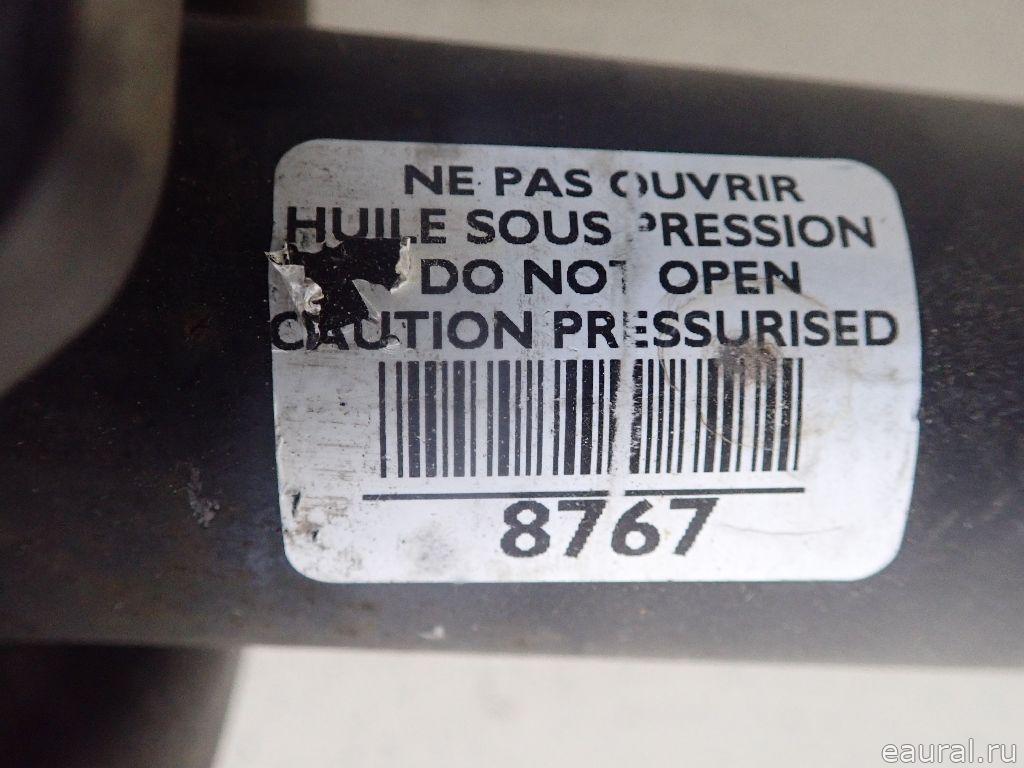 NE PAS OUVRIR
HUILE SOUS PRESSION
DO NOT OPEN
CAUTION PRESSURISED
8767
eaural.ru